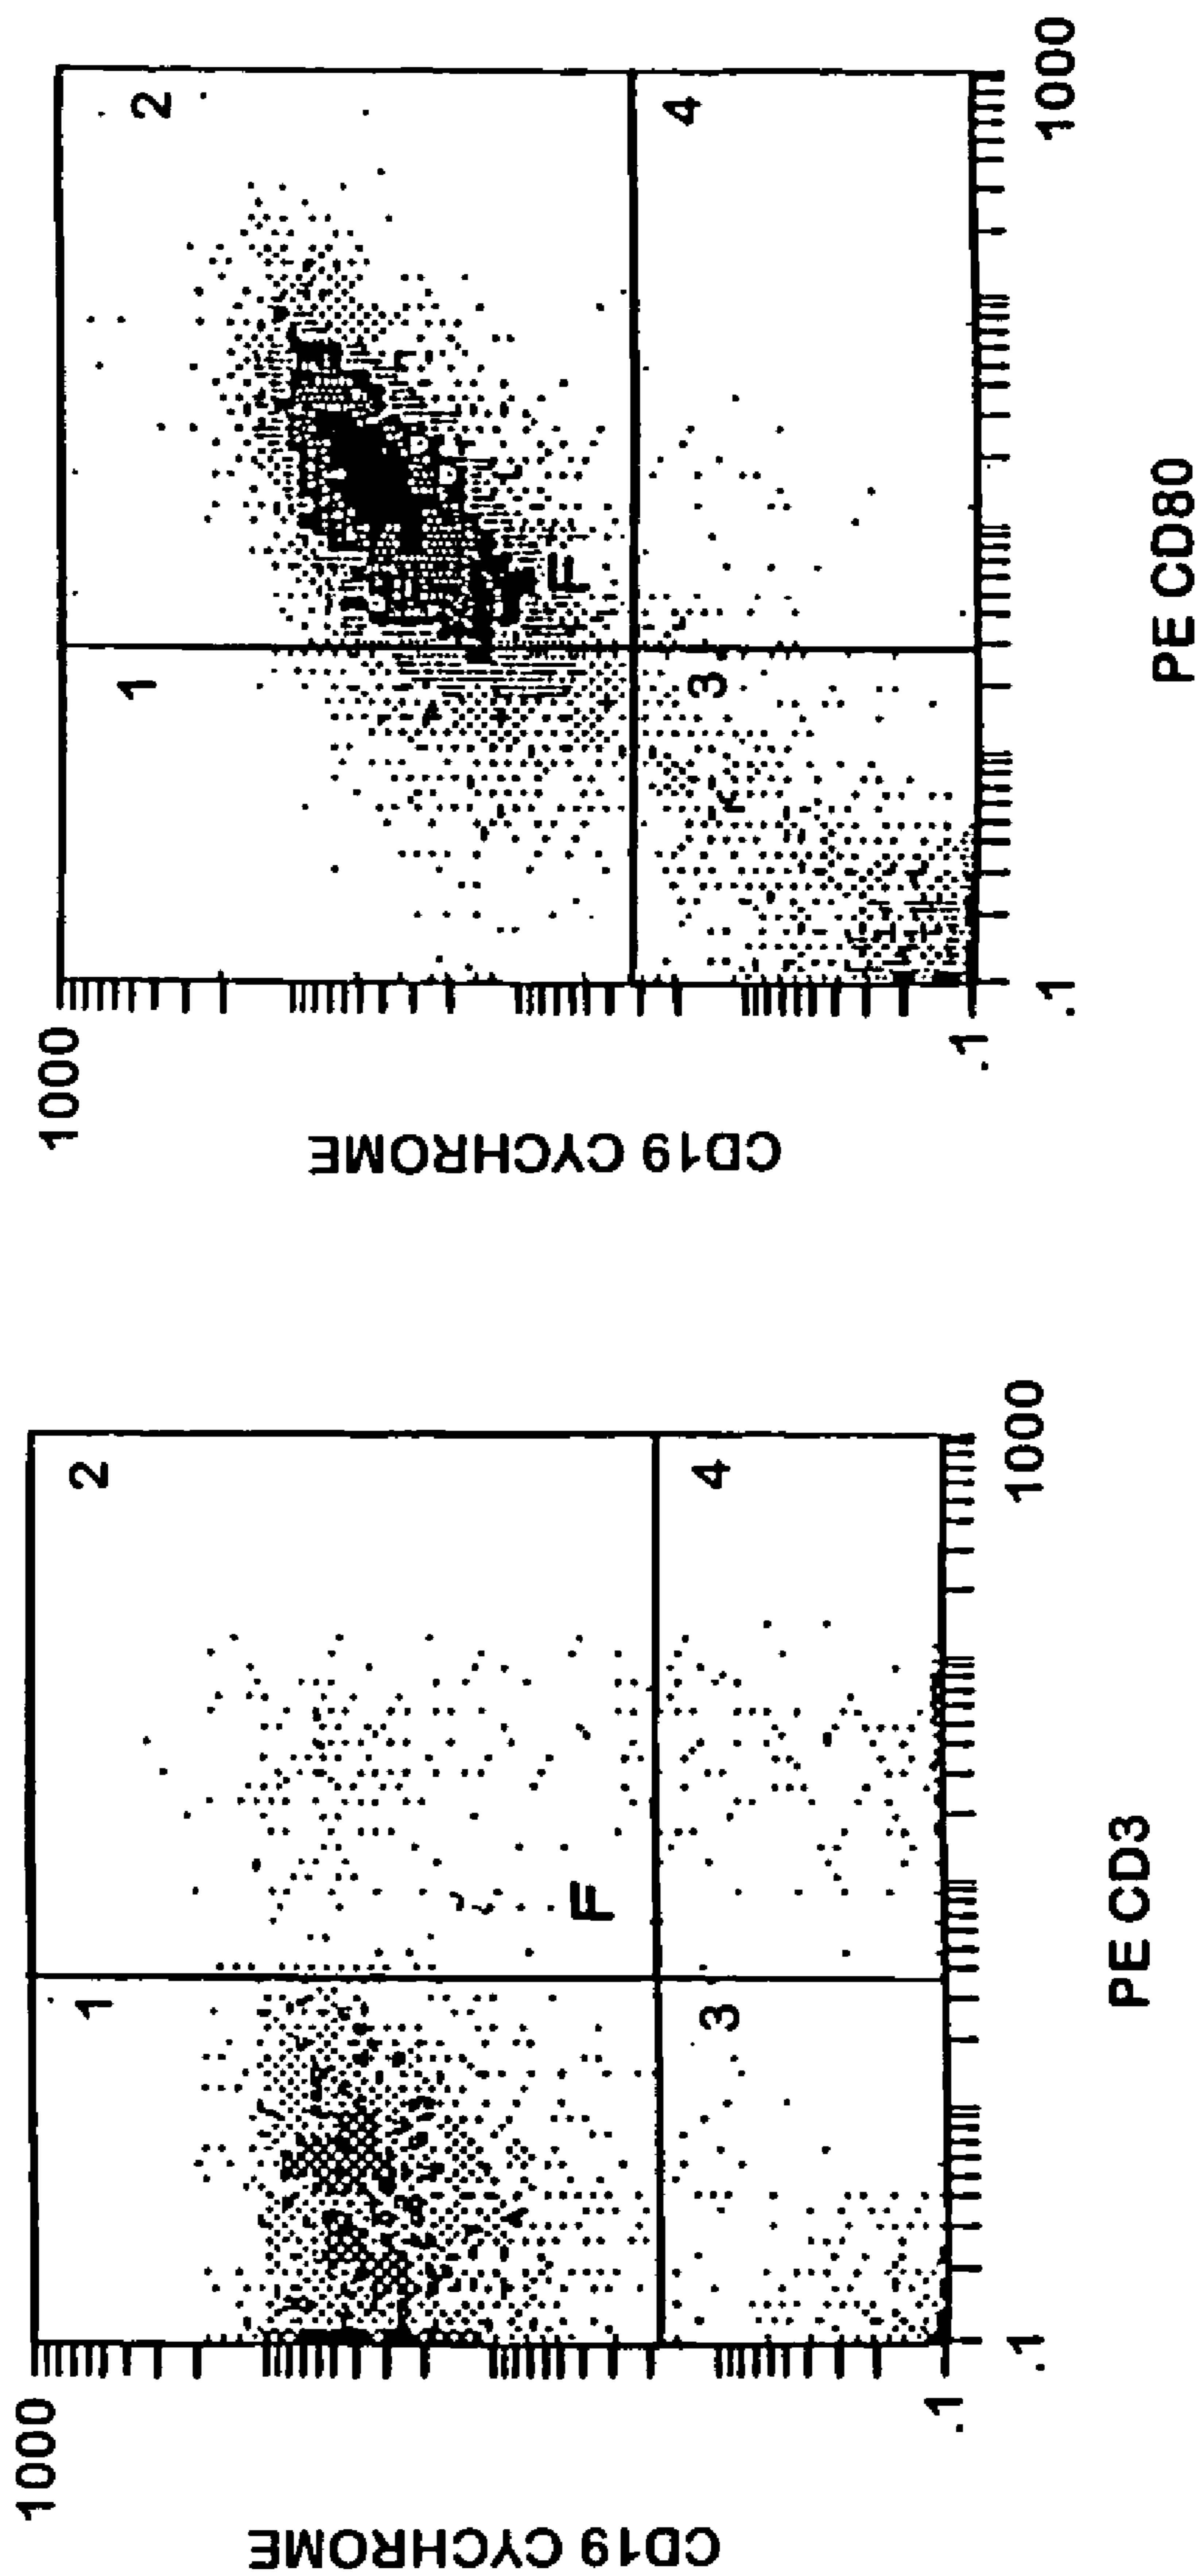 1000
1
2
CD19 CYCHROME
F
3
4
.1
.1
1000
PE CD3
1000
1
2
CD19 CYCHROME
F
3
4
.1
.1
1000
PE CD80